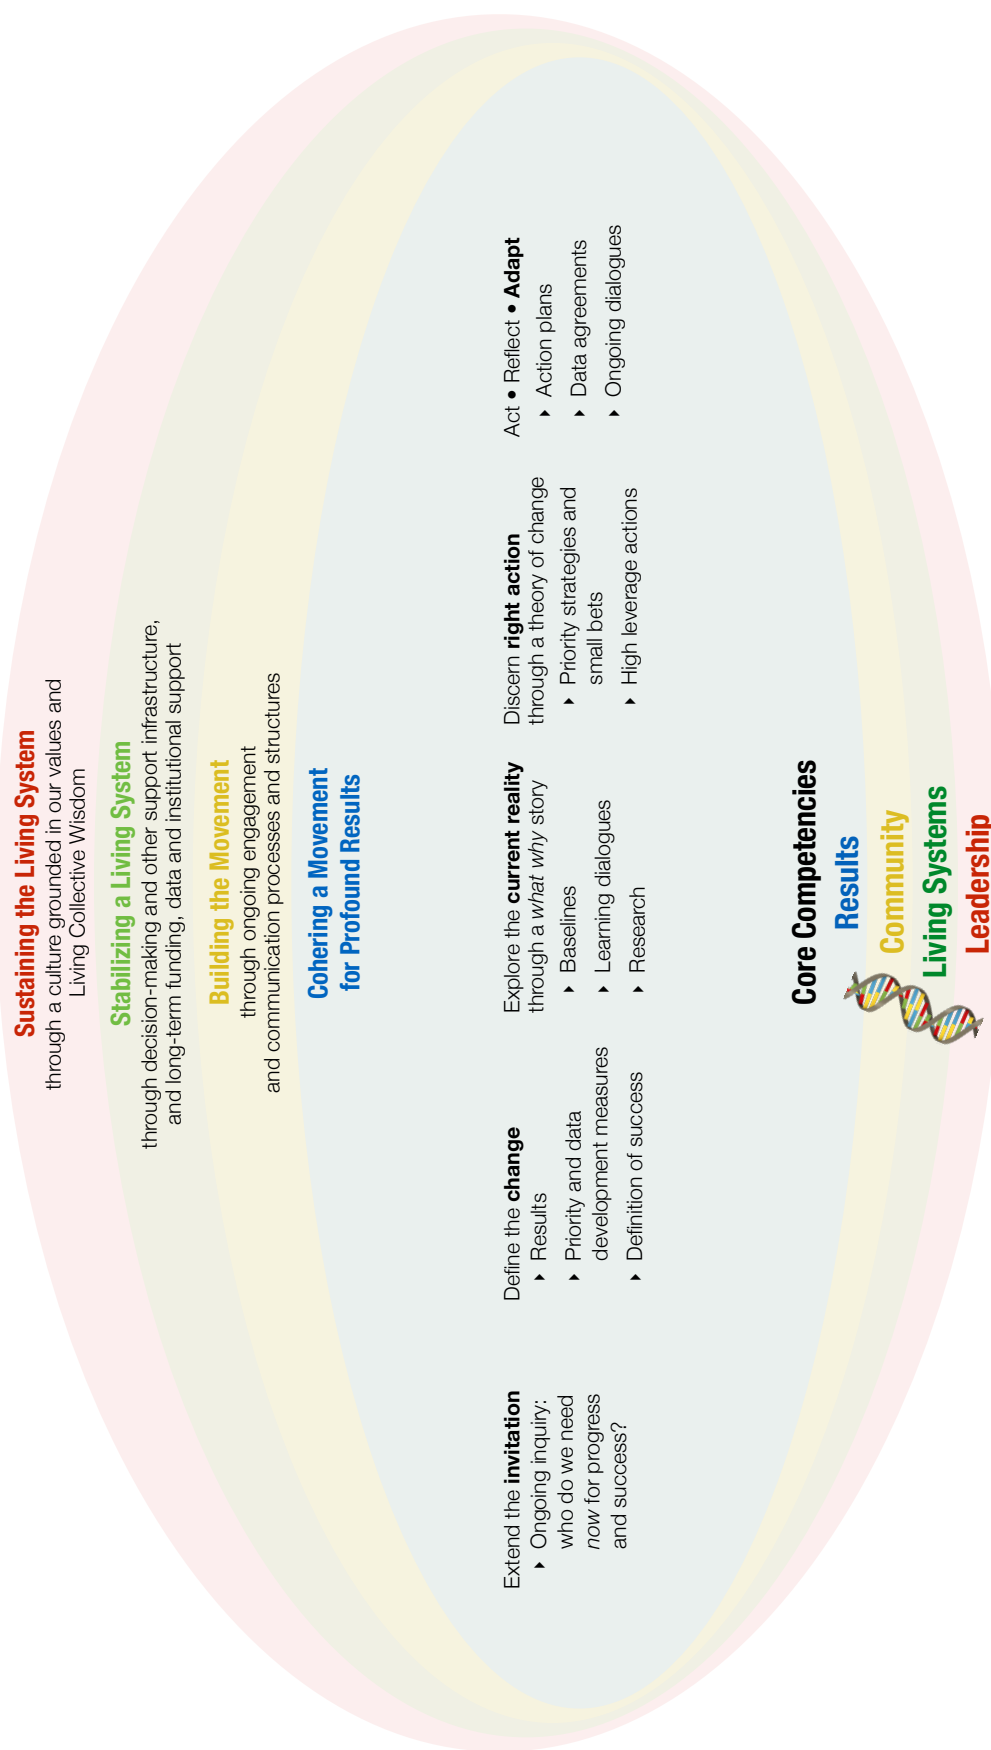 Sustaining the Living System
through a culture grounded in our values and
Living Collective Wisdom
Stabilizing a Living System
through decision-making and other support infrastructure,
and long-term funding, data and institutional support
Building the Movement
through ongoing engagement
and communication processes and structures
Cohering a Movement
for Profound Results
Extend the invitation
‣ Ongoing inquiry:
who do we need
now for progress
and success?
Define the change
‣ Results
‣ Priority and data
development measures
‣ Definition of success
Explore the current reality
through a what why story
‣ Baselines
‣ Learning dialogues
‣ Research
Discern right action
through a theory of change
‣ Priority strategies and
small bets
‣ High leverage actions
Act • Reflect • Adapt
‣ Action plans
‣ Data agreements
‣ Ongoing dialogues
Core Competencies
Results
Community
Living Systems
Leadership